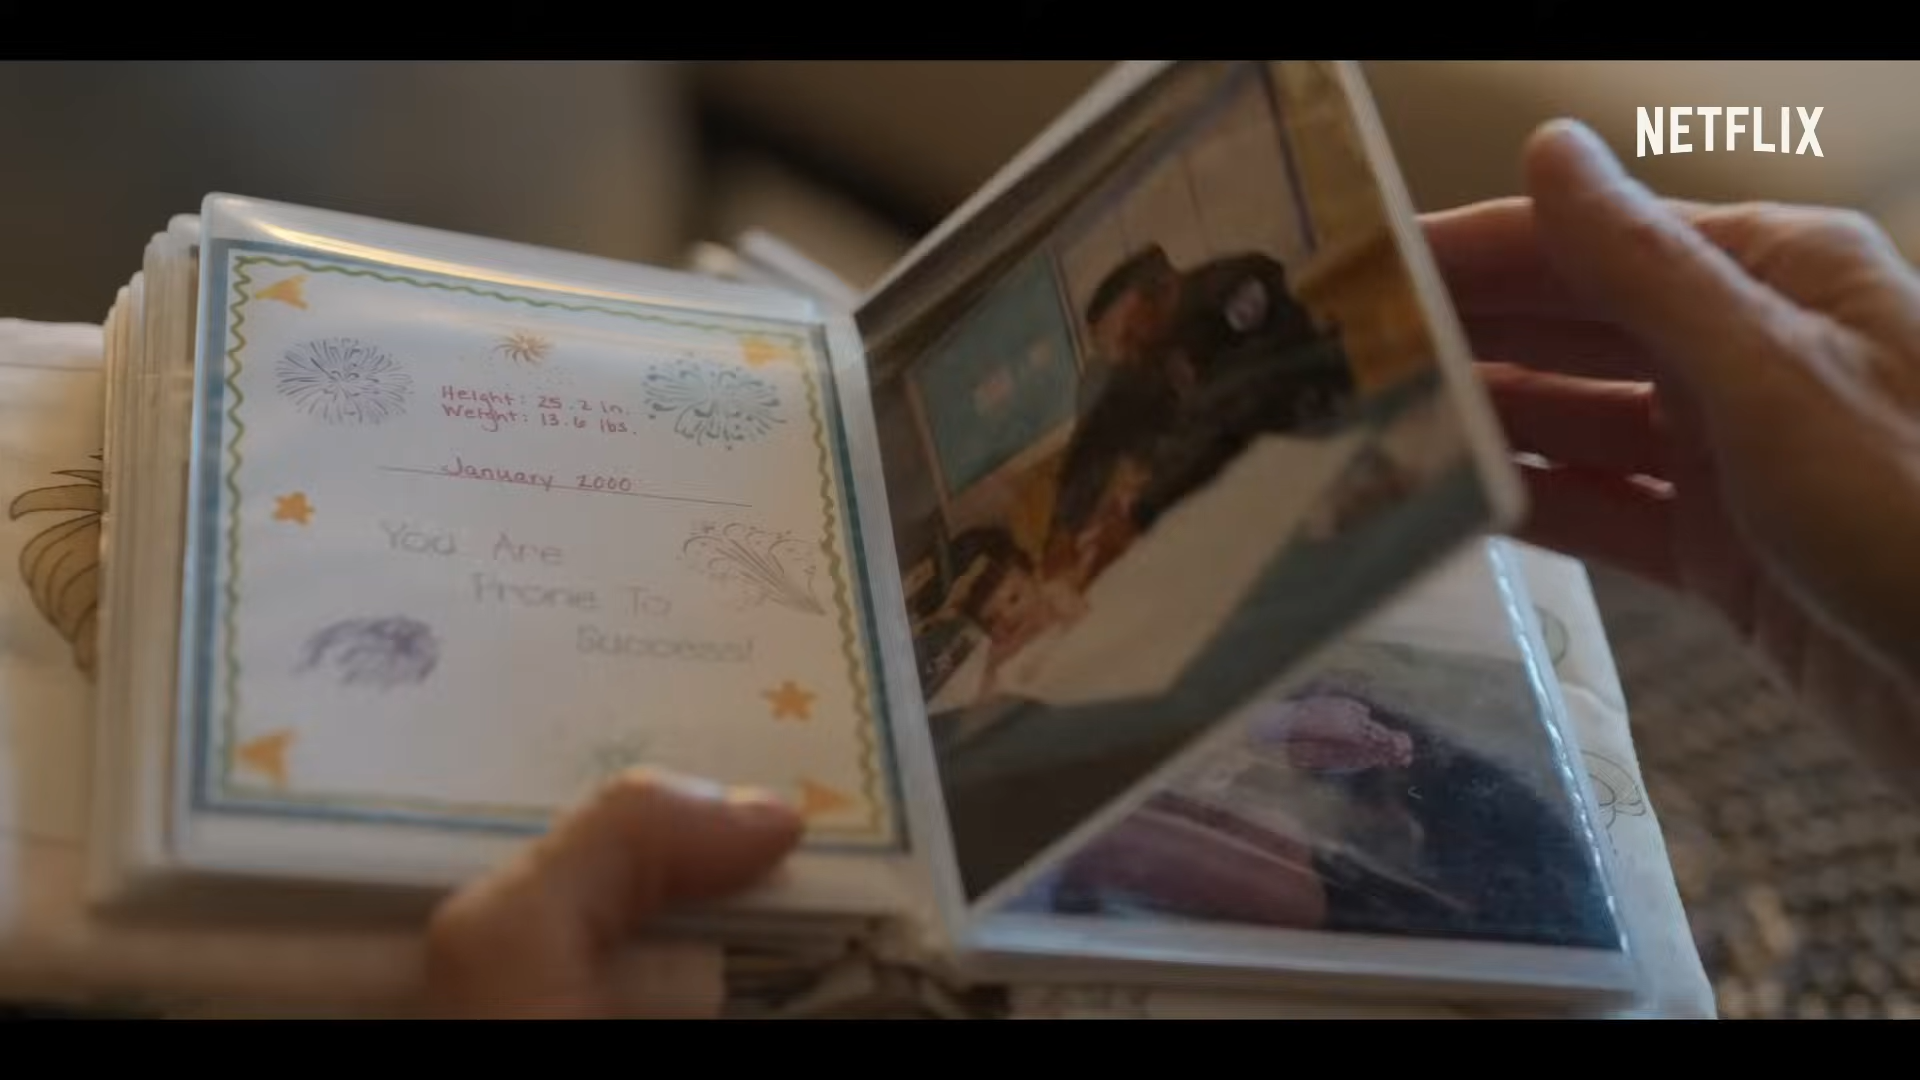 NETFLIX
Height: 25.2 in.
Weight: 13.6 lbs.
January 2000
You Are
Prone To
Success!